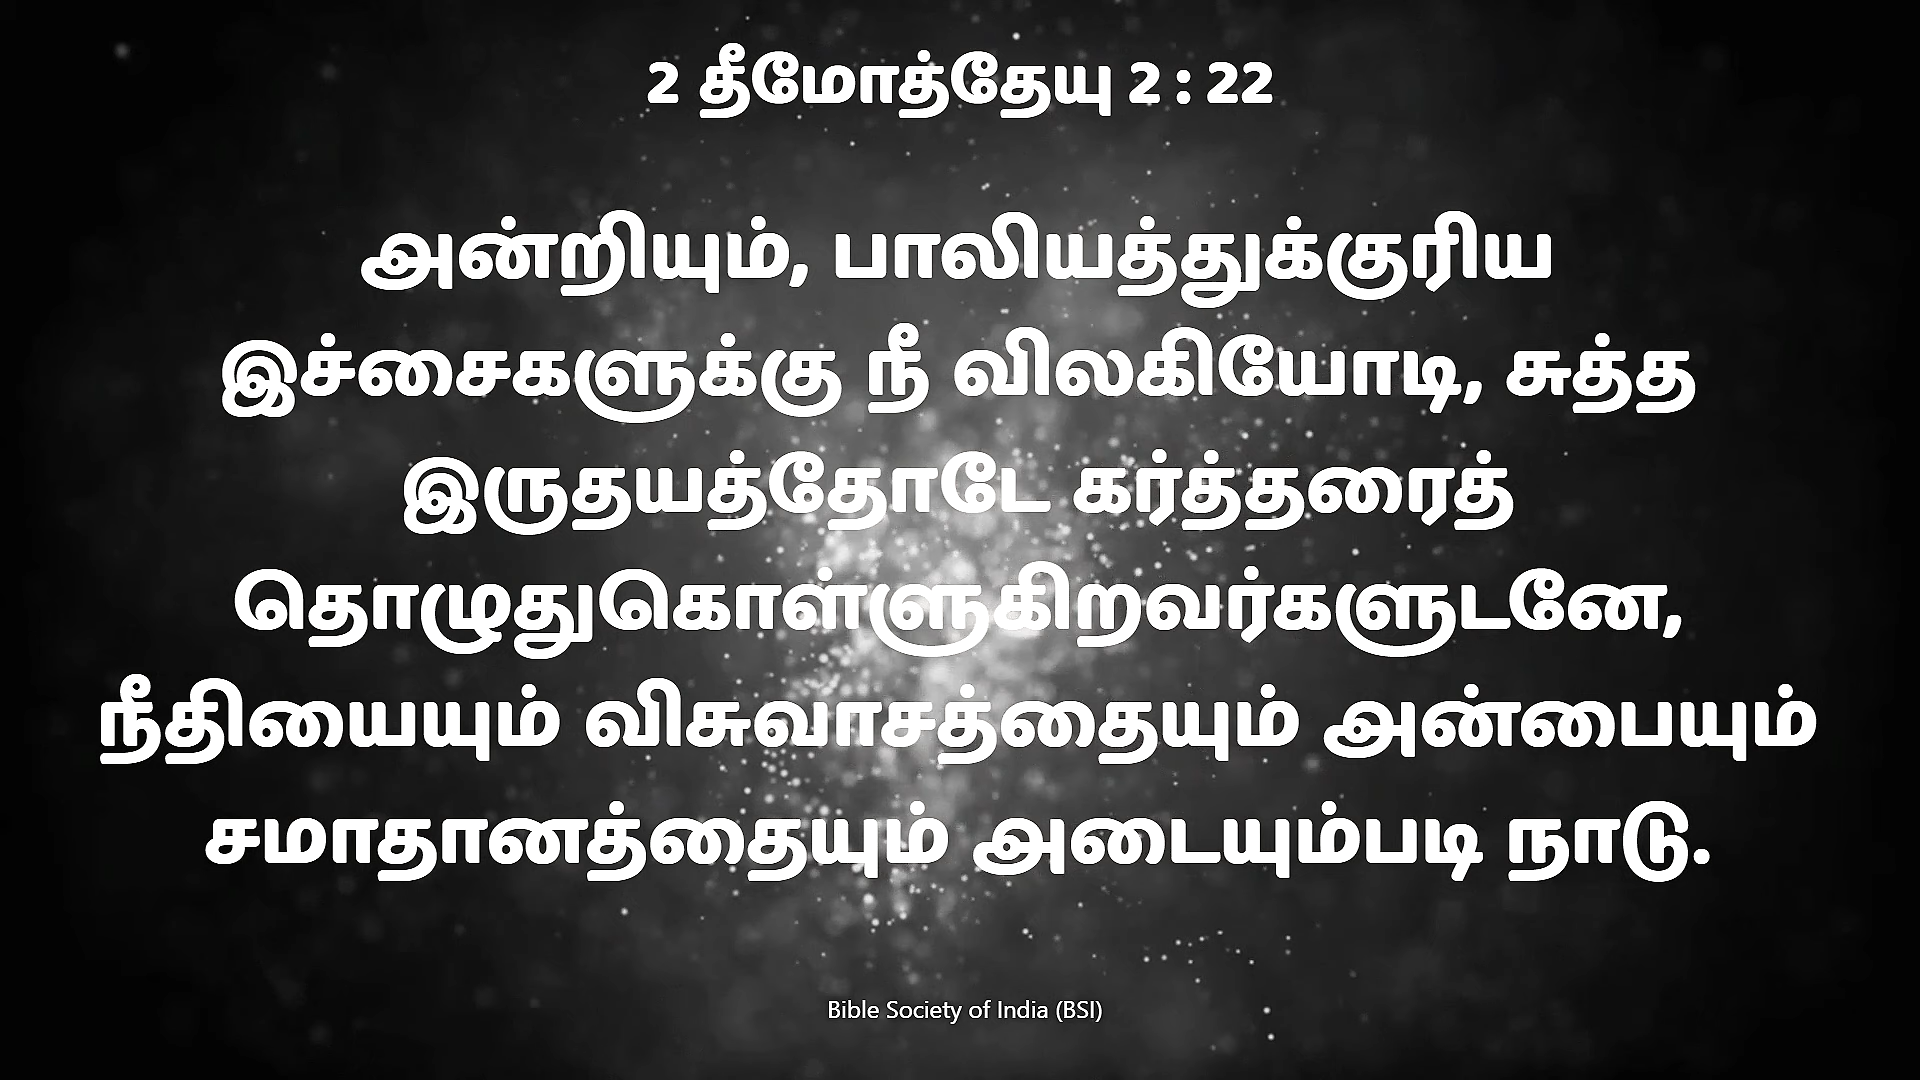 2 தீமோத்தேயு 2 : 22
அன்றியும், பாலியத்துக்குரிய
இச்சைகளுக்கு நீ விலகியோடி, சுத்த
இருதயத்தோடே கர்த்தரைத்
தொழுதுகொள்ளுகிறவர்களுடனே,
நீதியையும் விசுவாசத்தையும் அன்பையும்
சமாதானத்தையும் அடையும்படி நாடு.
Bible Society of India (BSI)